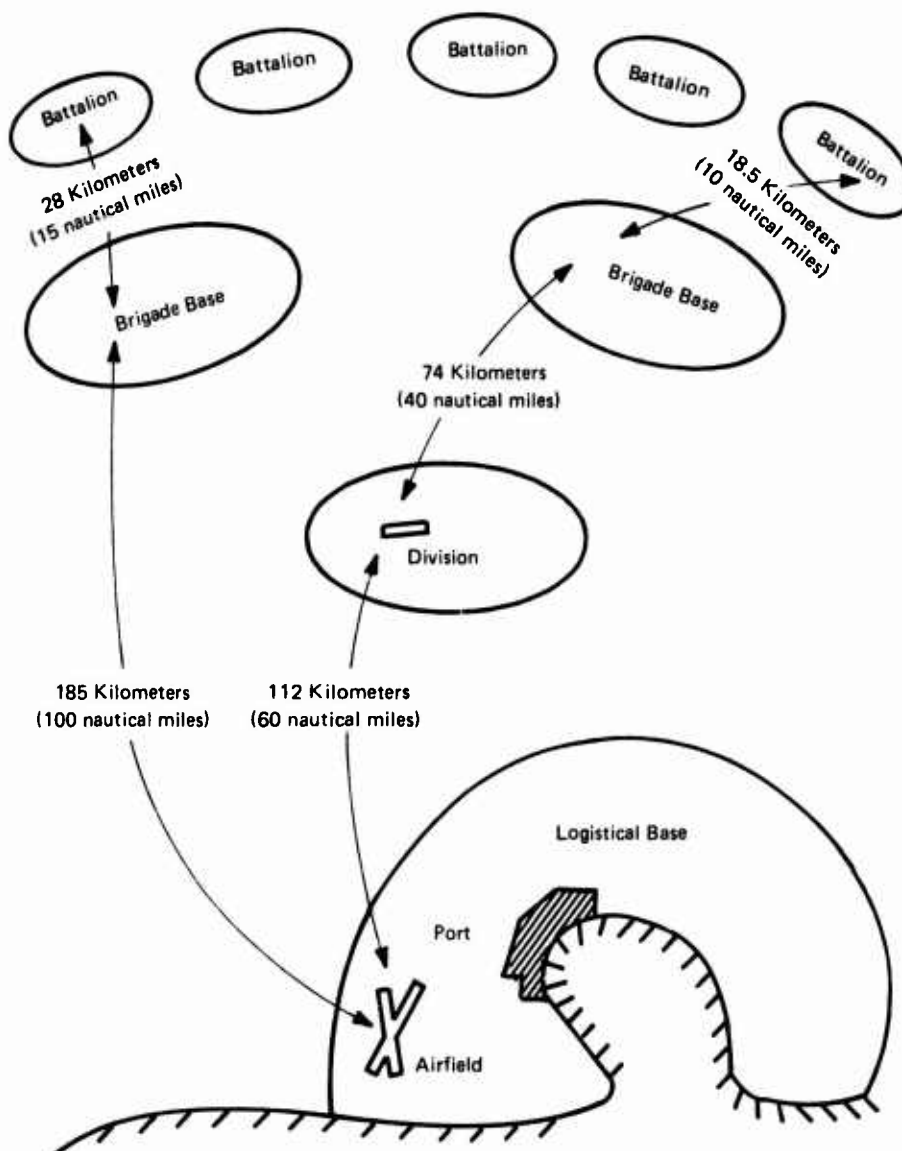 Battalion
Battalion
Battalion
Battalion
Battalion
28 Kilometers
(15 nautical miles)
18.5 Kilometers
(10 nautical miles)
Brigade Base
Brigade Base
74 Kilometers
(40 nautical miles)
Division
185 Kilometers
(100 nautical miles)
112 Kilometers
(60 nautical miles)
Logistical Base
Port
Airfield